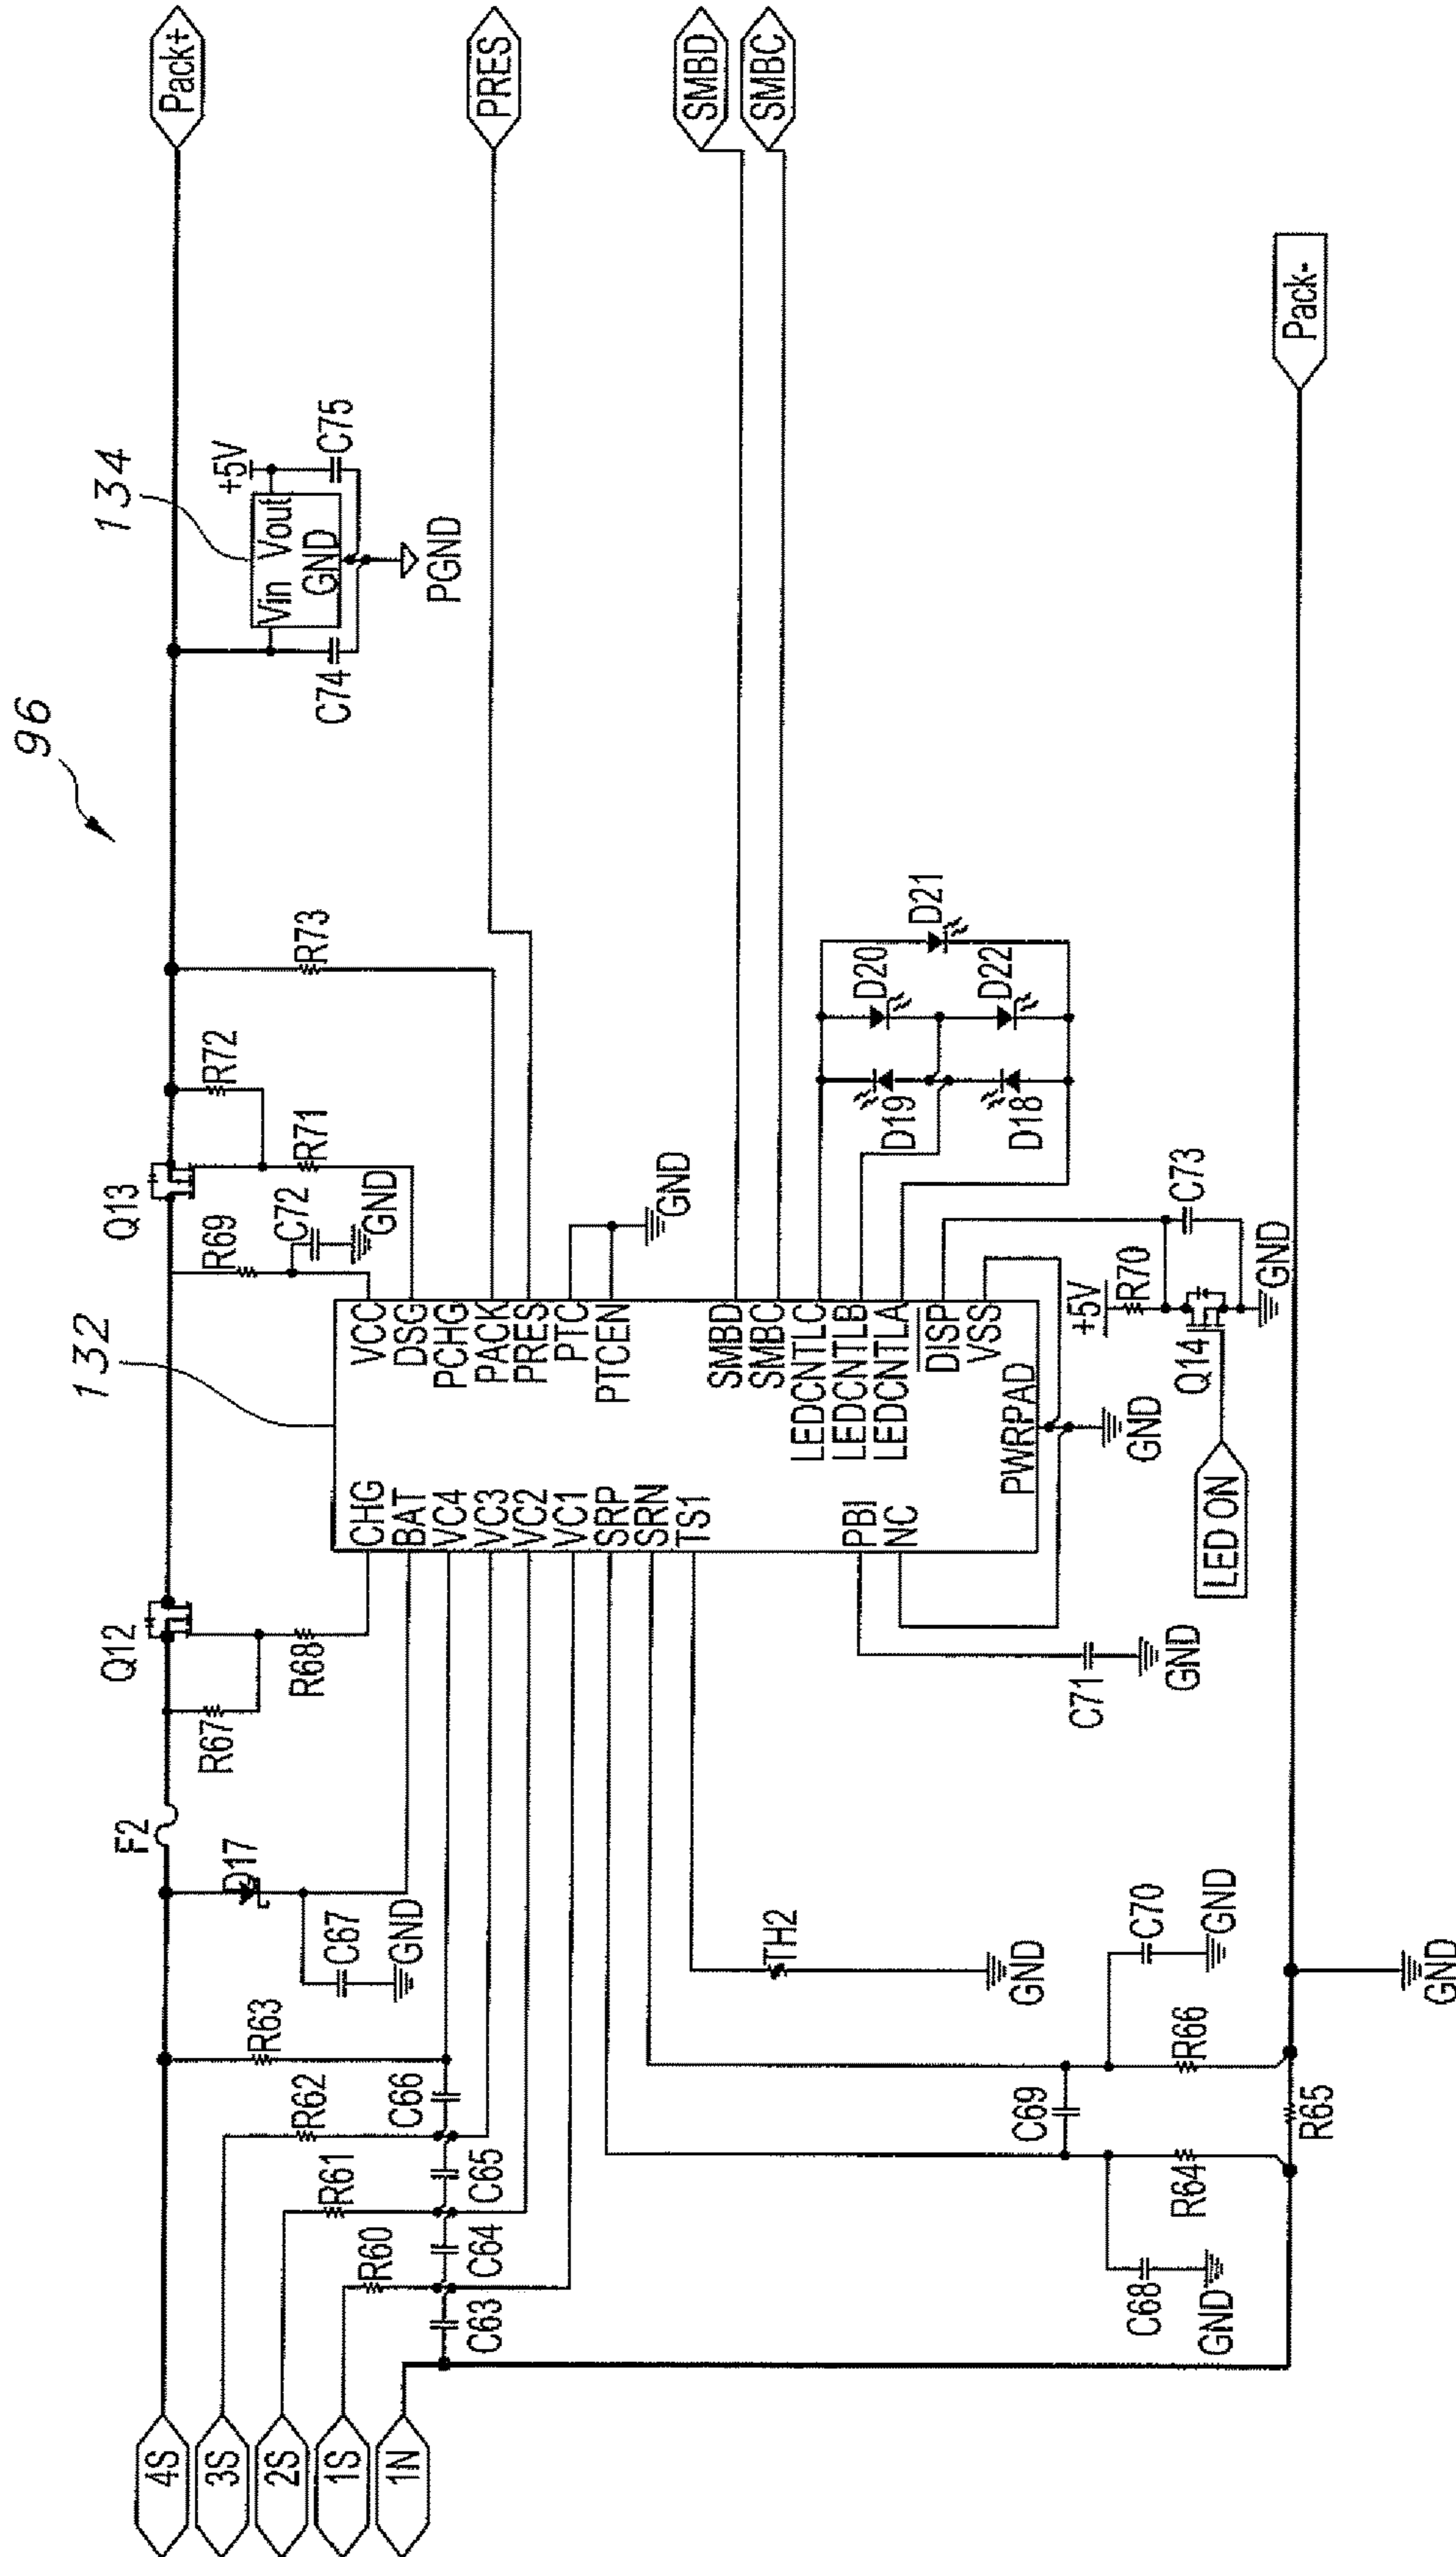 96
132
134
4S
3S
2S
1S
1N
Pack+
PRES
SMBD
SMBC
Pack-
LED ON
F2
Q12
Q13
D17
R67
R68
R69
C72
GND
R71
R72
R73
C74
Vin Vout
GND
+5V
C75
PGND
R60
R61
R62
R63
C63
C64
C65
C66
C67
GND
CHG
BAT
VC4
VC3
VC2
VC1
SRP
SRN
TS1
PBI
NC
PWRPAD
VCC
DSG
PCHG
PACK
PRES
PTC
PTCEN
SMBD
SMBC
LEDCNTLC
LEDCNTLB
LEDCNTLA
DISP
VSS
GND
D19
D18
D20
D22
D21
TH2
GND
C71
GND
GND
+5V
R70
Q14
C73
GND
C68
GND
R64
C69
R66
C70
GND
R65
GND